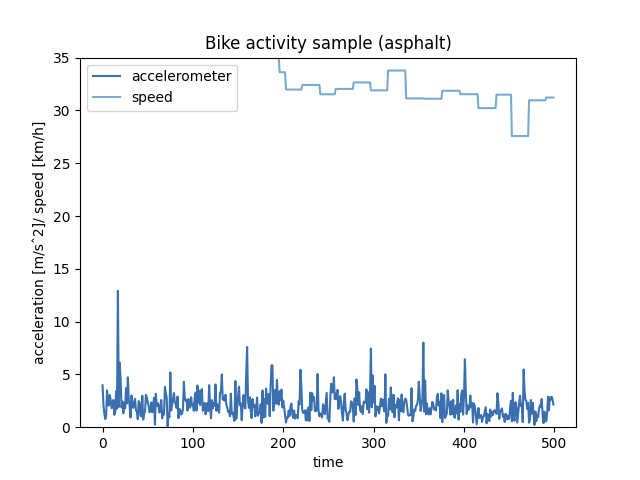 Bike activity sample (asphalt)
accelerometer
speed
acceleration [m/s^2]/ speed [km/h]
35
30
25
20
15
10
5
0
0 100 200 300 400 500
time